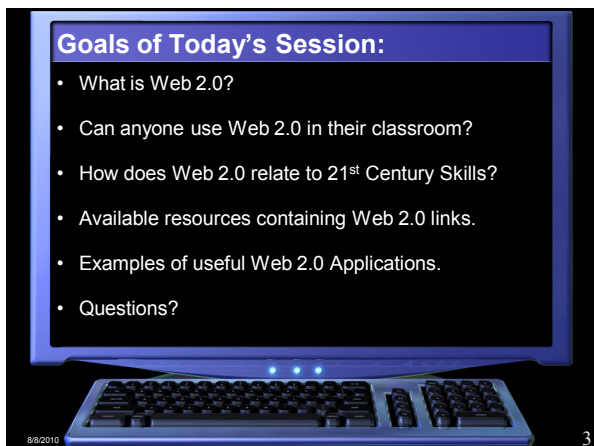 Goals of Today's Session:
• What is Web 2.0?
• Can anyone use Web 2.0 in their classroom?
• How does Web 2.0 relate to 21st Century Skills?
• Available resources containing Web 2.0 links.
• Examples of useful Web 2.0 Applications.
• Questions?
8/8/2010
3